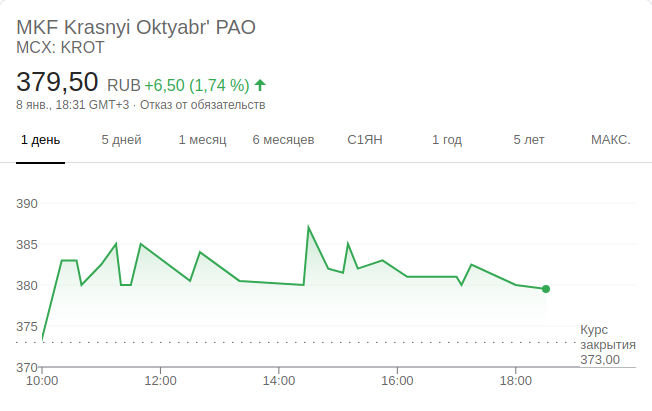 MKF Krasnyi Oktyabr' PAO
MCX: KROT
379,50 RUB +6,50 (1,74 %)
8 янв., 18:31 GMT+3 · Отказ от обязательств
1 день 5 дней 1 месяц 6 месяцев С1ЯН 1 год 5 лет МАКС.
390
385
380
375
Курс
закрытия
373,00
370
10:00 12:00 14:00 16:00 18:00